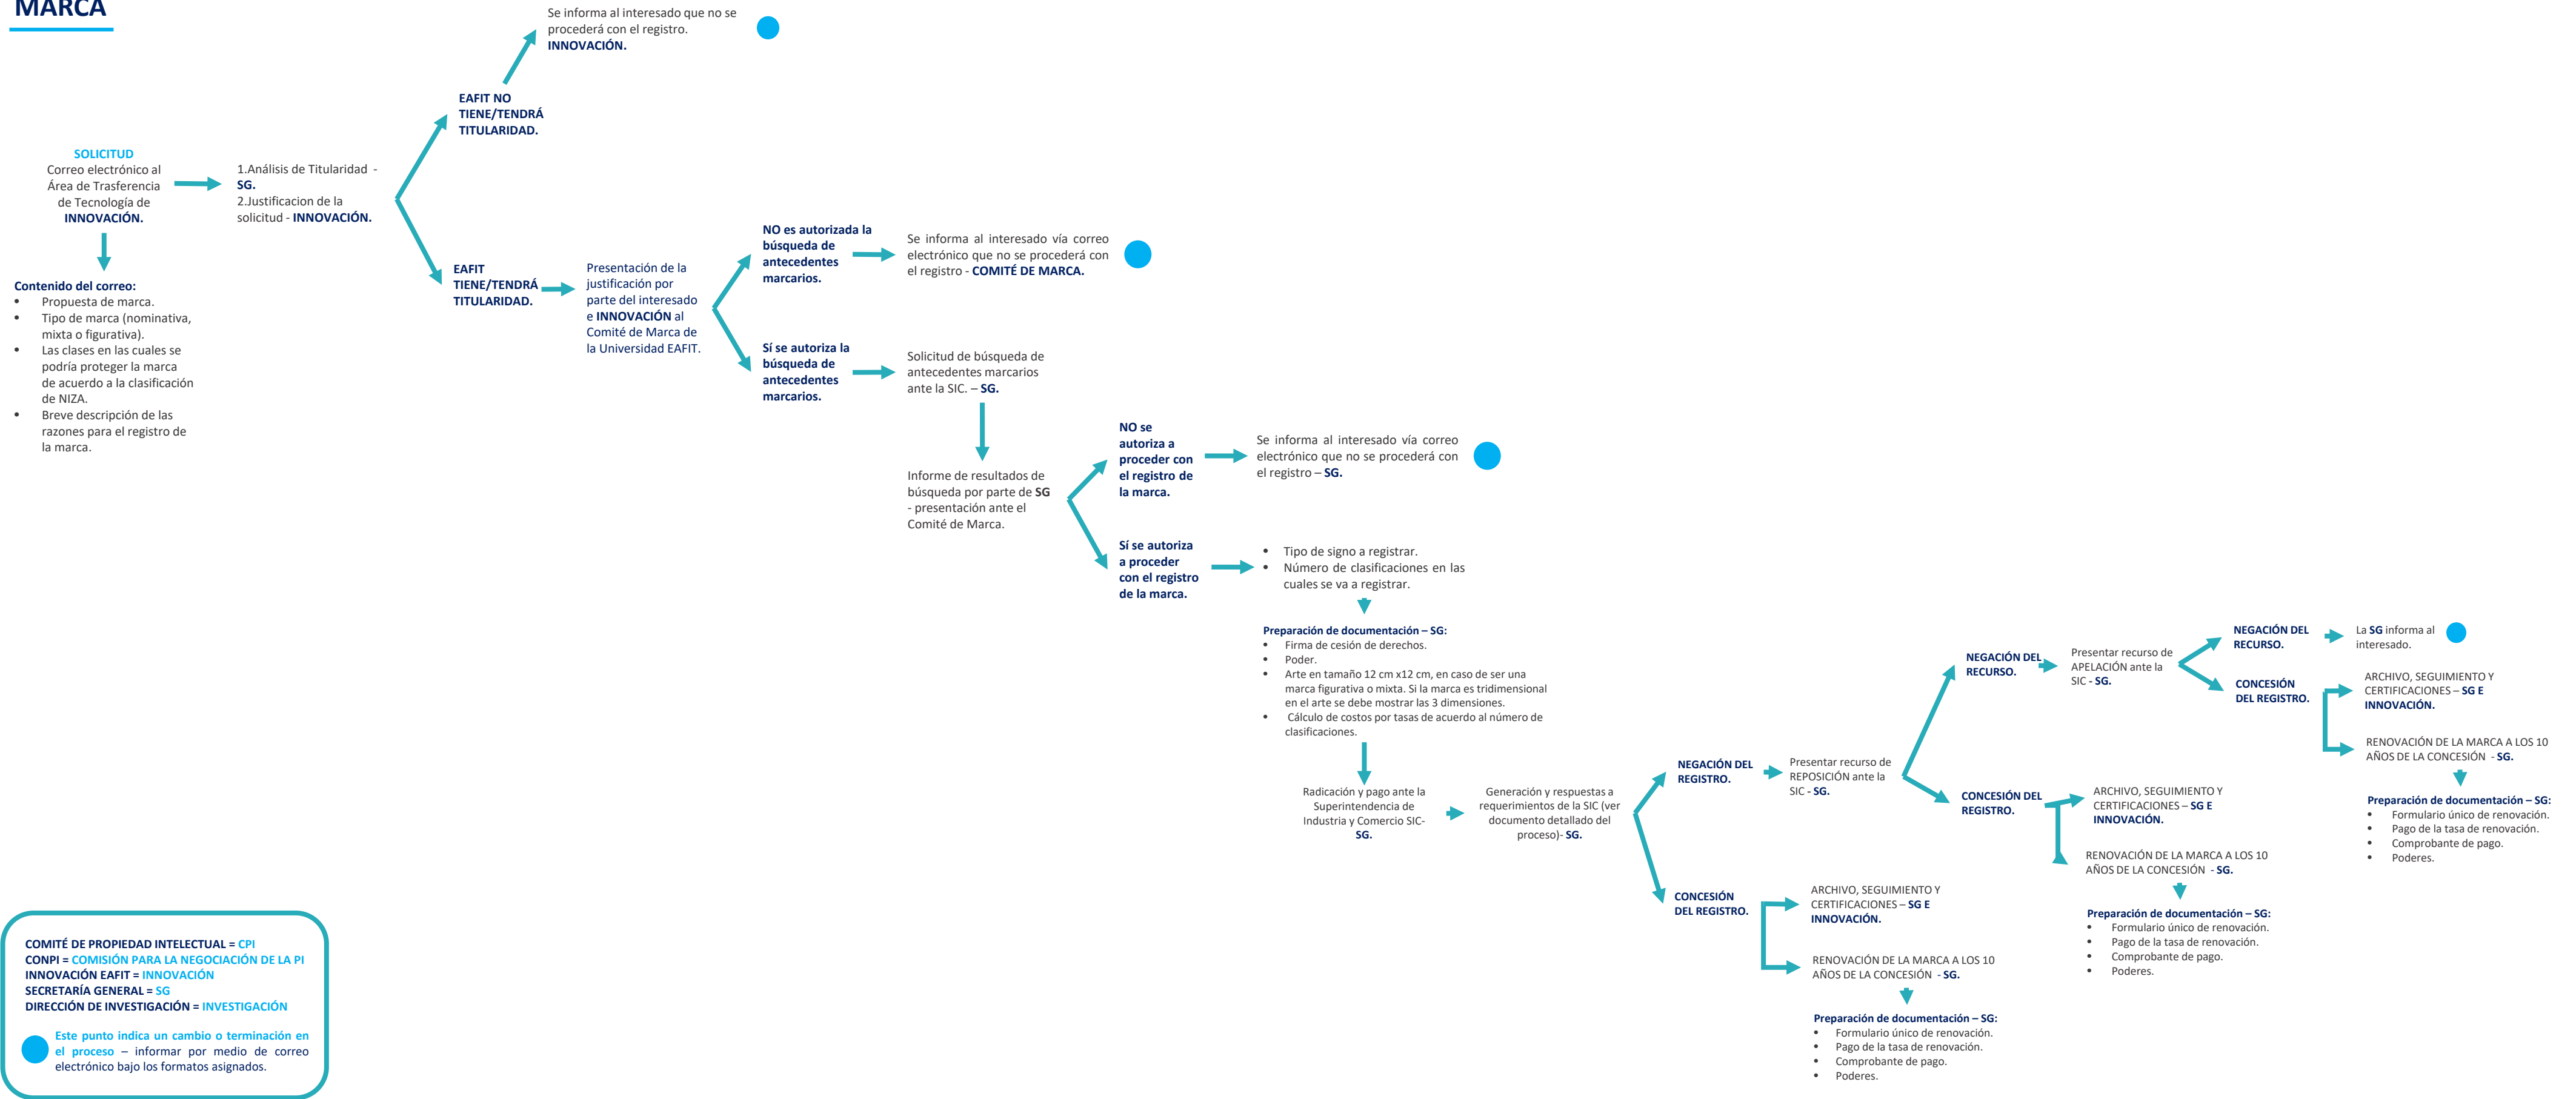 MARCA
Se informa al interesado que no se
procederá con el registro.
INNOVACIÓN.
EAFIT NO
TIENE/TENDRÁ
TITULARIDAD.
SOLICITUD
Correo electrónico al
Área de Trasferencia
de Tecnología de
INNOVACIÓN.
1.Análisis de Titularidad -
SG.
2.Justificacion de la
solicitud - INNOVACIÓN.
Contenido del correo:
• Propuesta de marca.
• Tipo de marca (nominativa,
mixta o figurativa).
• Las clases en las cuales se
podría proteger la marca
de acuerdo a la clasificación
de NIZA.
• Breve descripción de las
razones para el registro de
la marca.
EAFIT
TIENE/TENDRÁ
TITULARIDAD.
Presentación de la
justificación por
parte del interesado
e INNOVACIÓN al
Comité de Marca de
la Universidad EAFIT.
NO es autorizada la
búsqueda de
antecedentes
marcarios.
Se informa al interesado vía correo
electrónico que no se procederá con
el registro - COMITÉ DE MARCA.
Sí se autoriza la
búsqueda de
antecedentes
marcarios.
Solicitud de búsqueda de
antecedentes marcarios
ante la SIC. – SG.
Informe de resultados de
búsqueda por parte de SG
- presentación ante el
Comité de Marca.
NO se
autoriza a
proceder con
el registro de
la marca.
Se informa al interesado vía correo
electrónico que no se procederá con
el registro – SG.
Sí se autoriza
a proceder
con el registro
de la marca.
• Tipo de signo a registrar.
• Número de clasificaciones en las
cuales se va a registrar.
Preparación de documentación – SG:
• Firma de cesión de derechos.
• Poder.
• Arte en tamaño 12 cm x12 cm, en caso de ser una
marca figurativa o mixta. Si la marca es tridimensional
en el arte se debe mostrar las 3 dimensiones.
• Cálculo de costos por tasas de acuerdo al número de
clasificaciones.
Radicación y pago ante la
Superintendencia de
Industria y Comercio SIC-
SG.
Generación y respuestas a
requerimientos de la SIC (ver
documento detallado del
proceso)- SG.
NEGACIÓN DEL
REGISTRO.
Presentar recurso de
REPOSICIÓN ante la
SIC - SG.
NEGACIÓN DEL
RECURSO.
Presentar recurso de
APELACIÓN ante la
SIC - SG.
NEGACIÓN DEL
RECURSO.
La SG informa al
interesado.
CONCESIÓN
DEL REGISTRO.
ARCHIVO, SEGUIMIENTO Y
CERTIFICACIONES – SG E
INNOVACIÓN.
RENOVACIÓN DE LA MARCA A LOS 10
AÑOS DE LA CONCESIÓN - SG.
Preparación de documentación – SG:
• Formulario único de renovación.
• Pago de la tasa de renovación.
• Comprobante de pago.
• Poderes.
CONCESIÓN DEL
REGISTRO.
ARCHIVO, SEGUIMIENTO Y
CERTIFICACIONES – SG E
INNOVACIÓN.
RENOVACIÓN DE LA MARCA A LOS 10
AÑOS DE LA CONCESIÓN - SG.
Preparación de documentación – SG:
• Formulario único de renovación.
• Pago de la tasa de renovación.
• Comprobante de pago.
• Poderes.
CONCESIÓN
DEL REGISTRO.
ARCHIVO, SEGUIMIENTO Y
CERTIFICACIONES – SG E
INNOVACIÓN.
RENOVACIÓN DE LA MARCA A LOS 10
AÑOS DE LA CONCESIÓN - SG.
Preparación de documentación – SG:
• Formulario único de renovación.
• Pago de la tasa de renovación.
• Comprobante de pago.
• Poderes.
COMITÉ DE PROPIEDAD INTELECTUAL = CPI
CONPI = COMISIÓN PARA LA NEGOCIACIÓN DE LA PI
INNOVACIÓN EAFIT = INNOVACIÓN
SECRETARÍA GENERAL = SG
DIRECCIÓN DE INVESTIGACIÓN = INVESTIGACIÓN
Este punto indica un cambio o terminación en
el proceso – informar por medio de correo
electrónico bajo los formatos asignados.